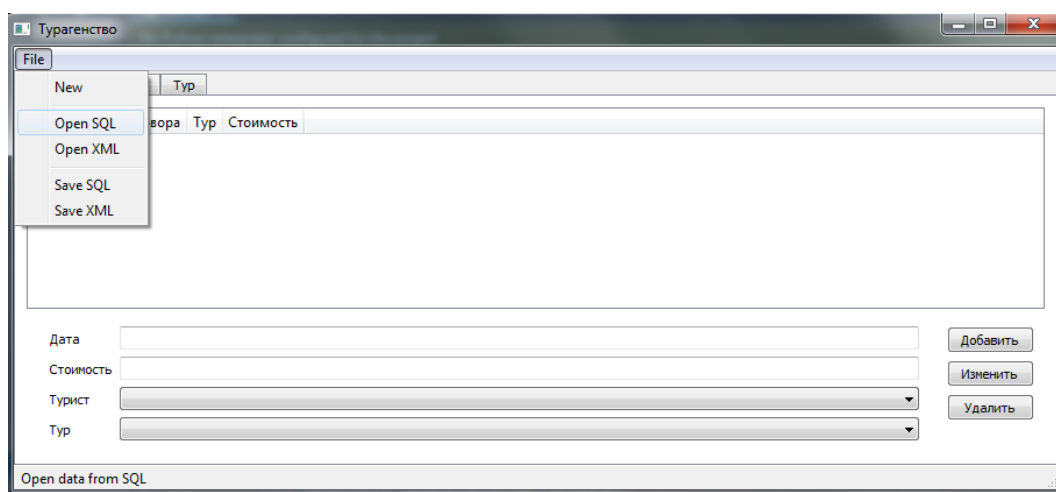 Турагенство
File
New
Тур
Open SQL
вора Тур Стоимость
Open XML
Save SQL
Save XML
Дата
Добавить
Стоимость
Изменить
Турист
Удалить
Тур
Open data from SQL